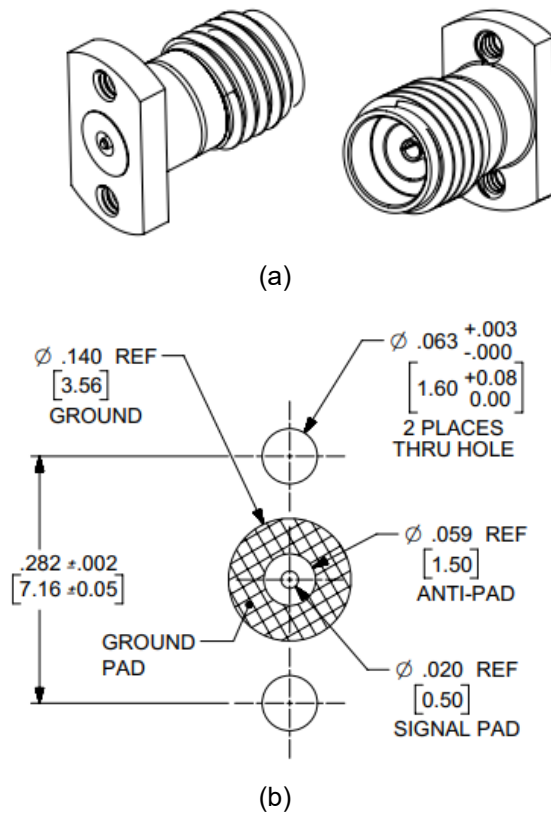 (a)
Ø .140 REF
[3.56]
GROUND
Ø .063 +.003
-.000
[1.60 +0.08
0.00]
2 PLACES
THRU HOLE
.282 ±.002
[7.16 ±0.05]
Ø .059 REF
[1.50]
ANTI-PAD
GROUND
PAD
Ø .020 REF
[0.50]
SIGNAL PAD
(b)